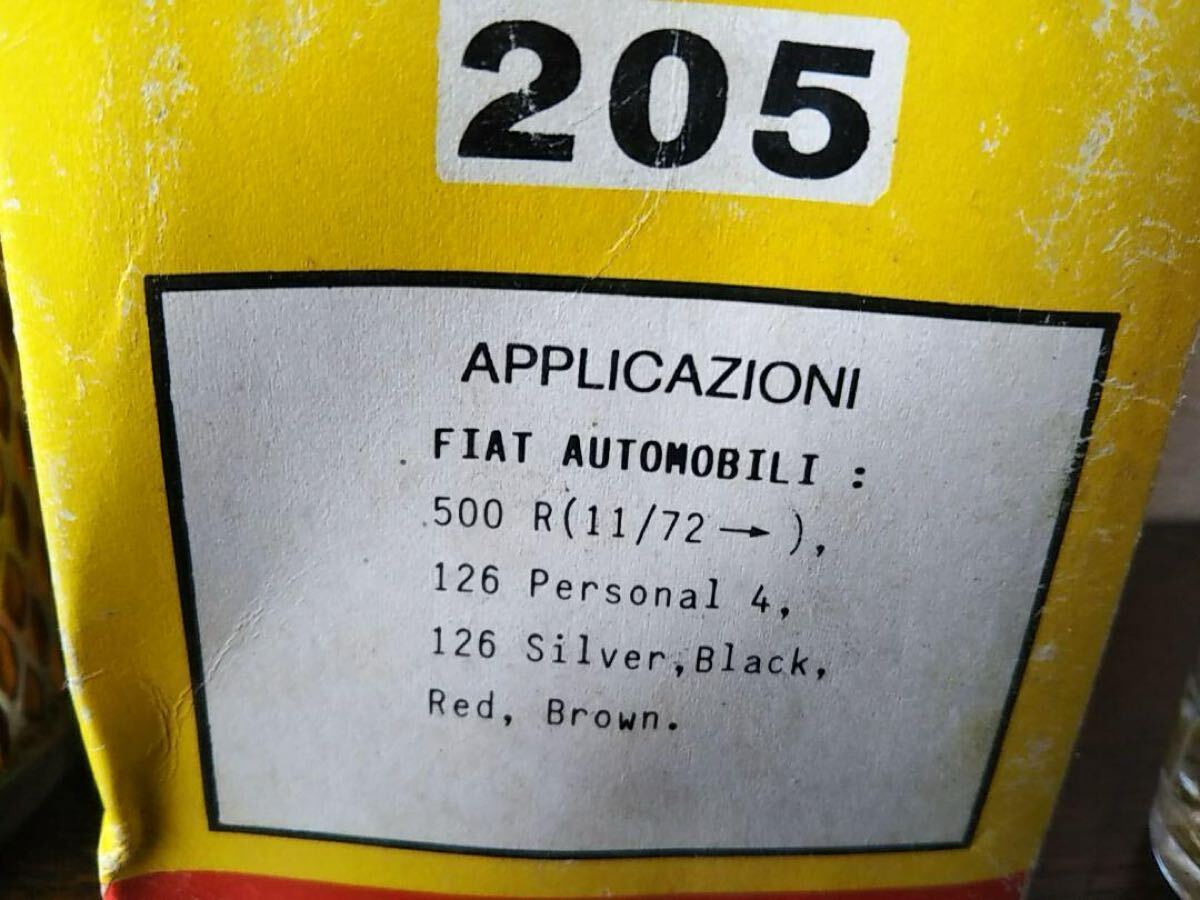 205
APPLICAZIONI
FIAT AUTOMOBILI :
500 R(11/72→ ),
126 Personal 4,
126 Silver,Black,
Red, Brown.